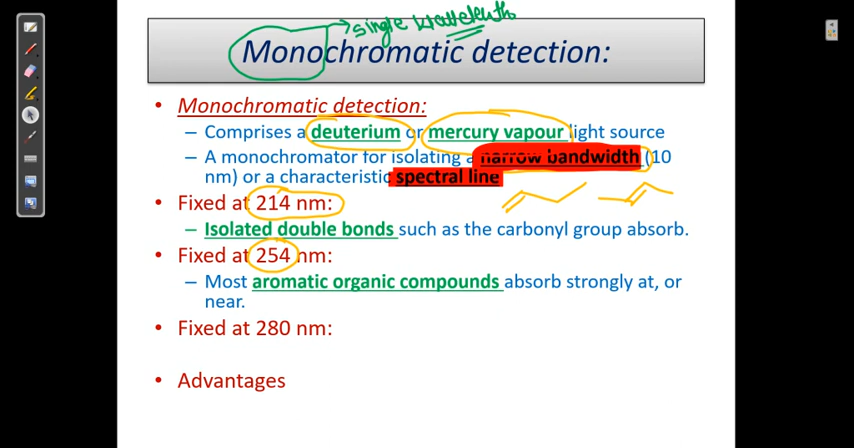 single wavelength
Monochromatic detection:
• Monochromatic detection:
– Comprises a deuterium or mercury vapour light source
– A monochromator for isolating a narrow bandwidth (10
nm) or a characteristic spectral line
• Fixed at 214 nm:
– Isolated double bonds such as the carbonyl group absorb.
• Fixed at 254 nm:
– Most aromatic organic compounds absorb strongly at, or
near.
• Fixed at 280 nm:
• Advantages